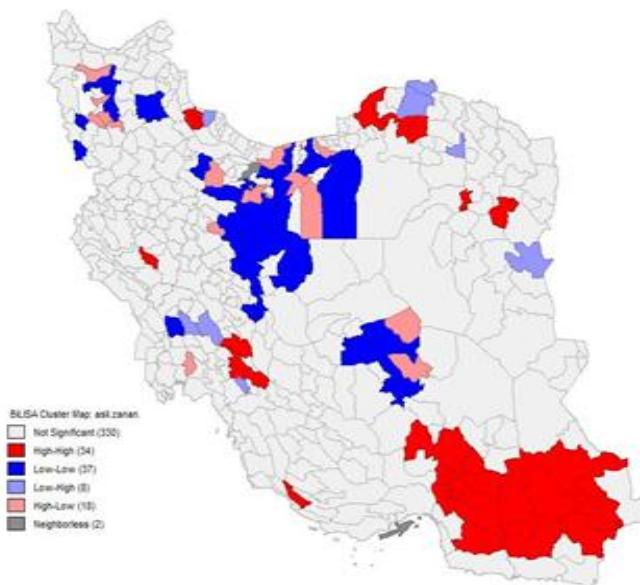 BiLISA Cluster Map: asli.zanan.
Not Significant (330)
High-High (34)
Low-Low (37)
Low-High (8)
High-Low (18)
Neighborless (2)